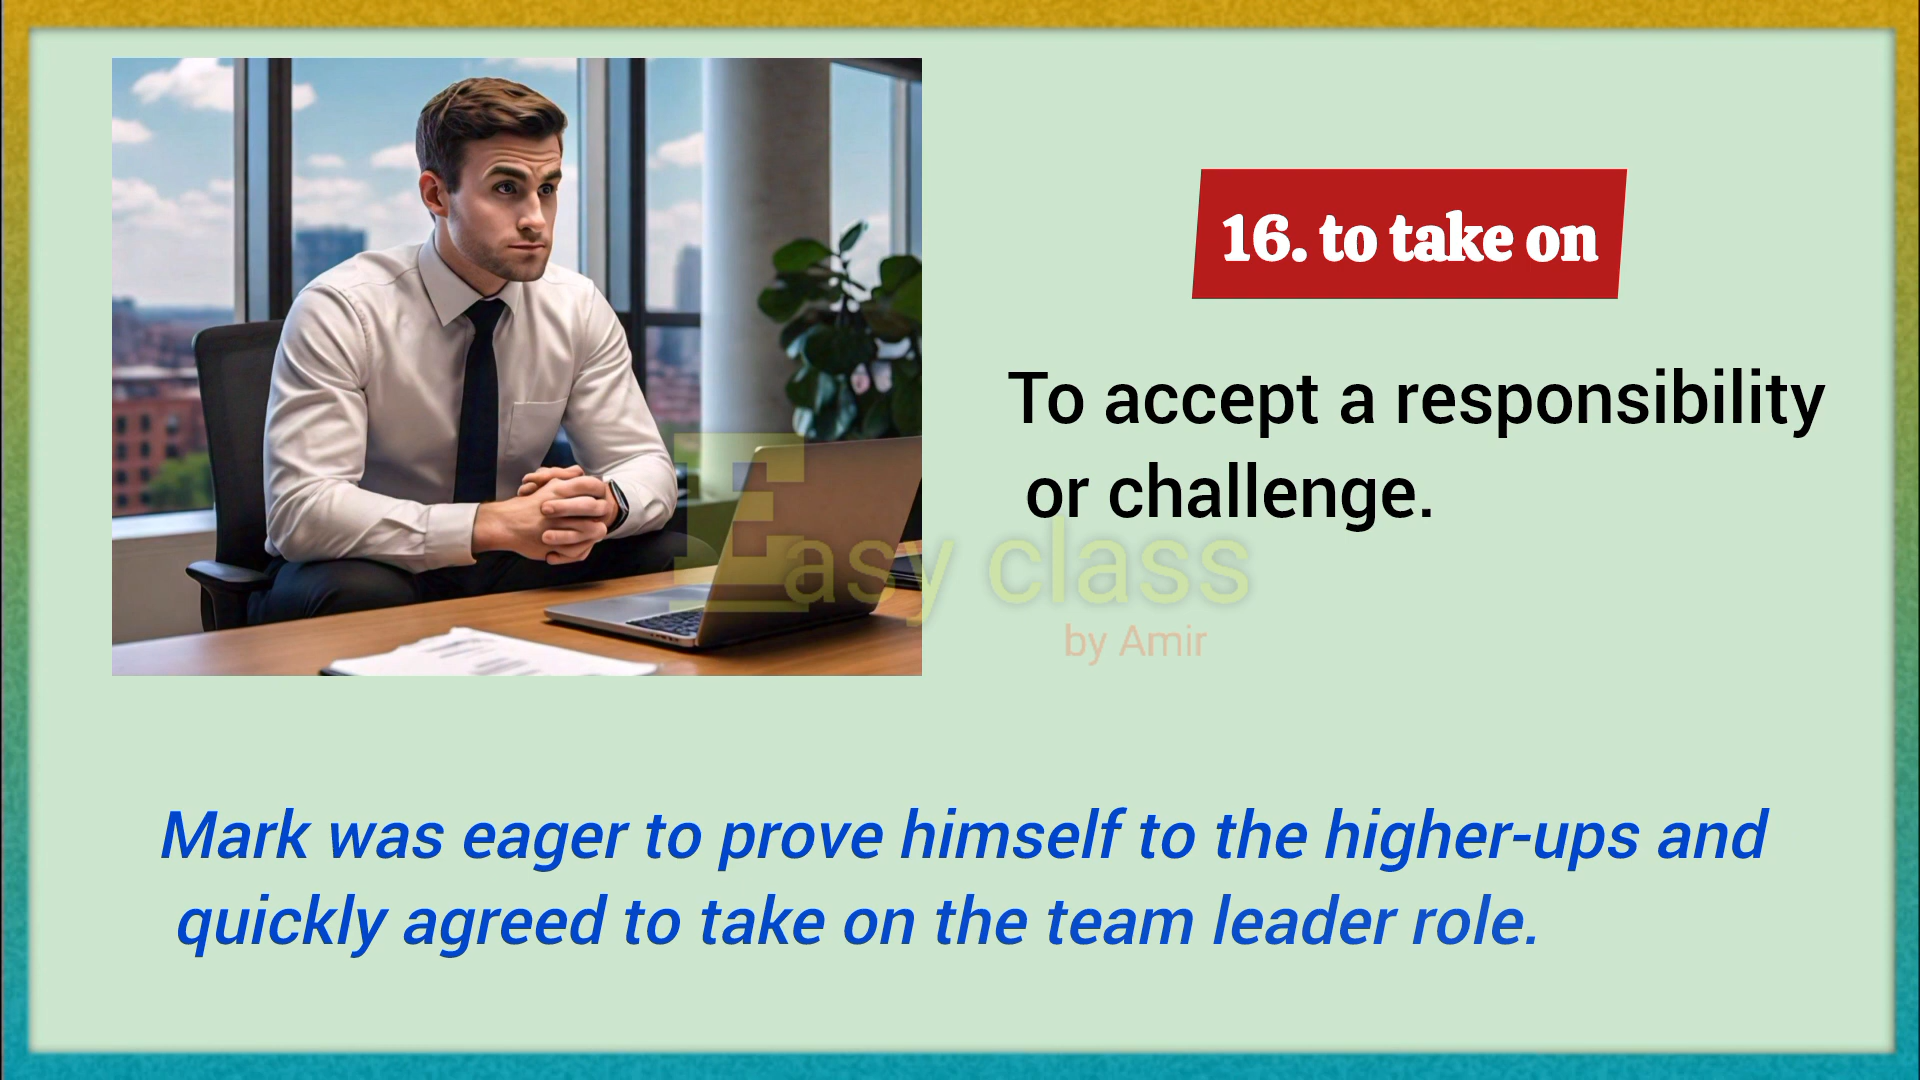 16. to take on
To accept a responsibility
or challenge.
Easy class
by Amir
Mark was eager to prove himself to the higher-ups and
quickly agreed to take on the team leader role.